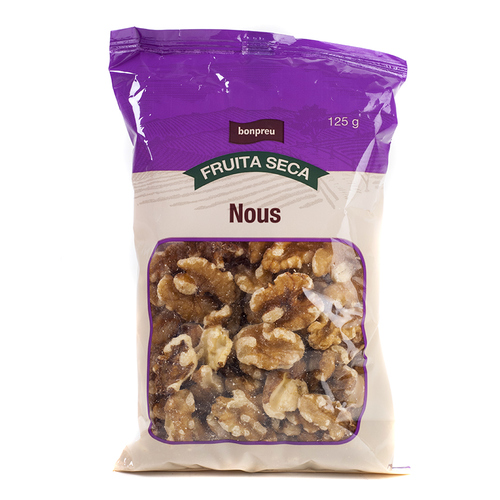 bonpreu
125 g
FRUITA SECA
Nous